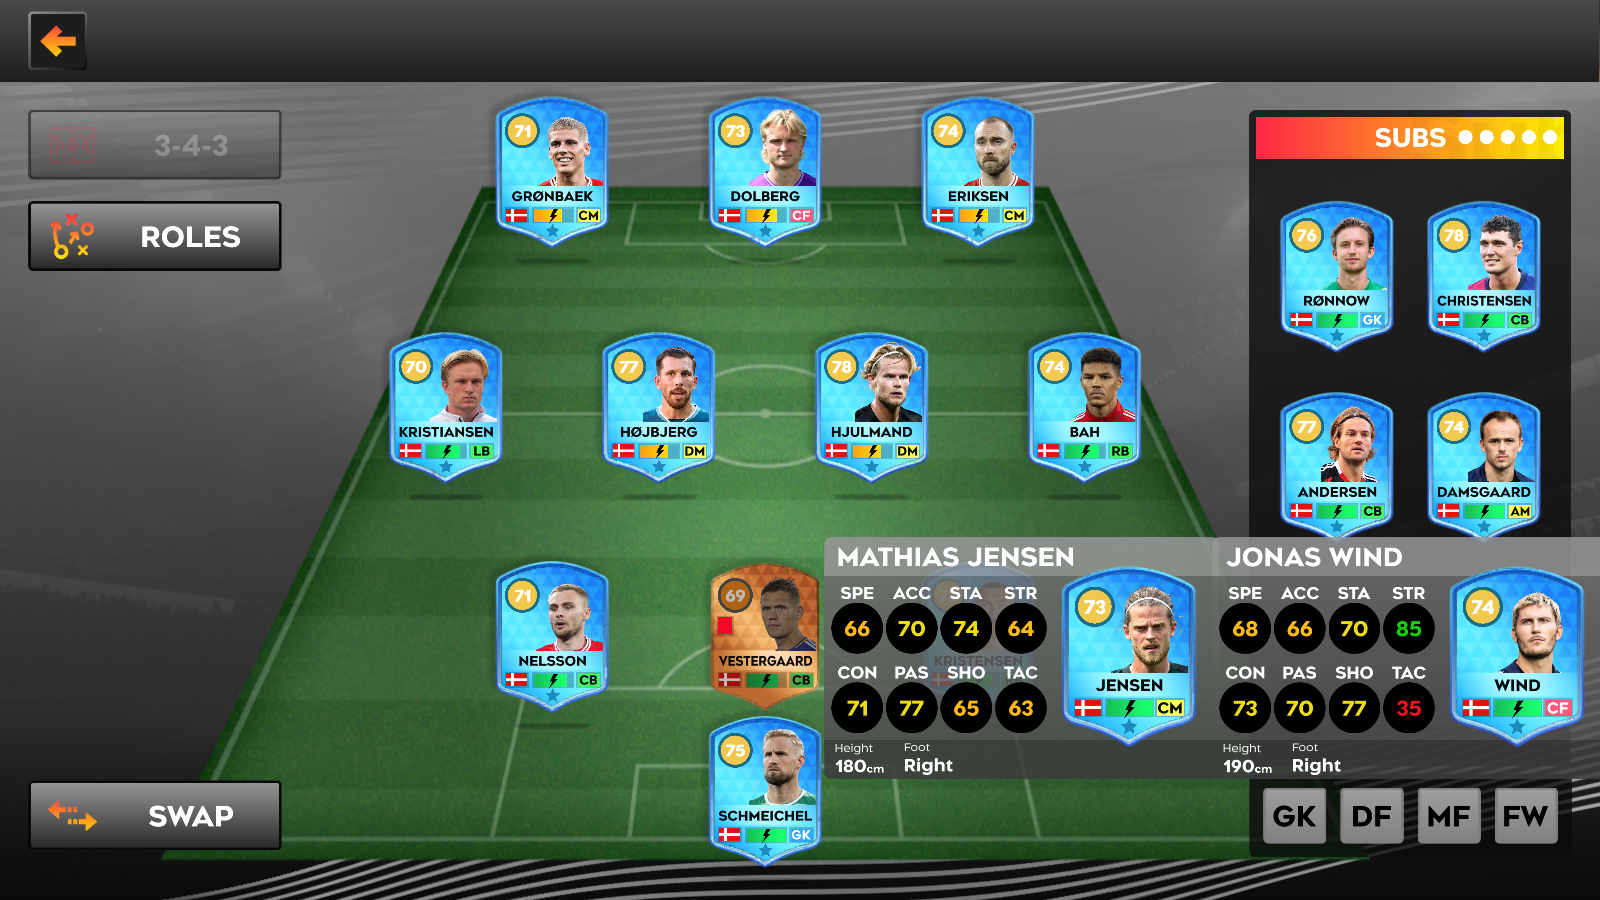 3-4-3
ROLES
SWAP
71
GRØNBAEK
CM
73
DOLBERG
CF
74
ERIKSEN
CM
70
KRISTIANSEN
LB
77
HØJBJERG
DM
78
HJULMAND
DM
74
BAH
RB
71
NELSSON
CB
69
VESTERGAARD
CB
KRISTENSEN
75
SCHMEICHEL
GK
SUBS
76
RØNNOW
GK
78
CHRISTENSEN
CB
77
ANDERSEN
CB
74
DAMSGAARD
AM
MATHIAS JENSEN
SPE ACC STA STR
66 70 74 64
CON PAS SHO TAC
71 77 65 63
Height Foot
180cm Right
73
JENSEN
CM
JONAS WIND
SPE ACC STA STR
68 66 70 85
CON PAS SHO TAC
73 70 77 35
Height Foot
190cm Right
74
WIND
CF
GK DF MF FW